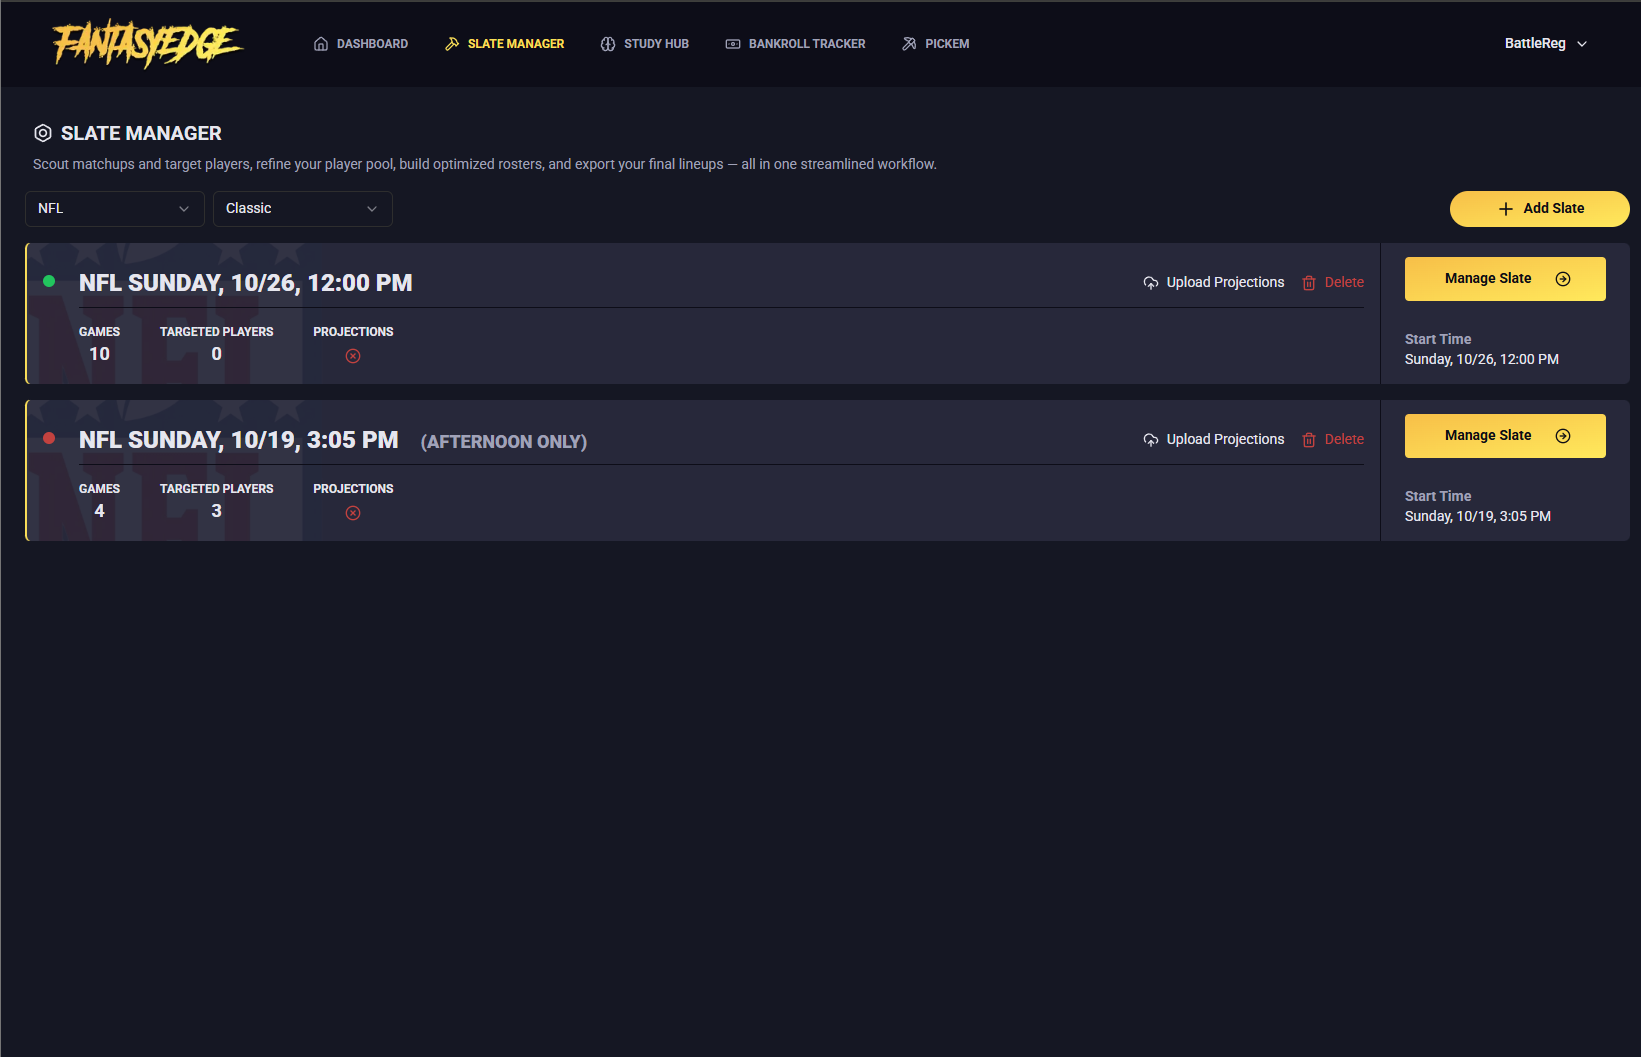 FANTASYEDGE
DASHBOARD
SLATE MANAGER
STUDY HUB
BANKROLL TRACKER
PICKEM
BattleReg
SLATE MANAGER
Scout matchups and target players, refine your player pool, build optimized rosters, and export your final lineups — all in one streamlined workflow.
NFL
Classic
Add Slate
NFL SUNDAY, 10/26, 12:00 PM
Upload Projections
Delete
Manage Slate
GAMES
TARGETED PLAYERS
PROJECTIONS
10
0
Start Time
Sunday, 10/26, 12:00 PM
NFL
NFL SUNDAY, 10/19, 3:05 PM (AFTERNOON ONLY)
Upload Projections
Delete
Manage Slate
GAMES
TARGETED PLAYERS
PROJECTIONS
4
3
Start Time
Sunday, 10/19, 3:05 PM
NFL